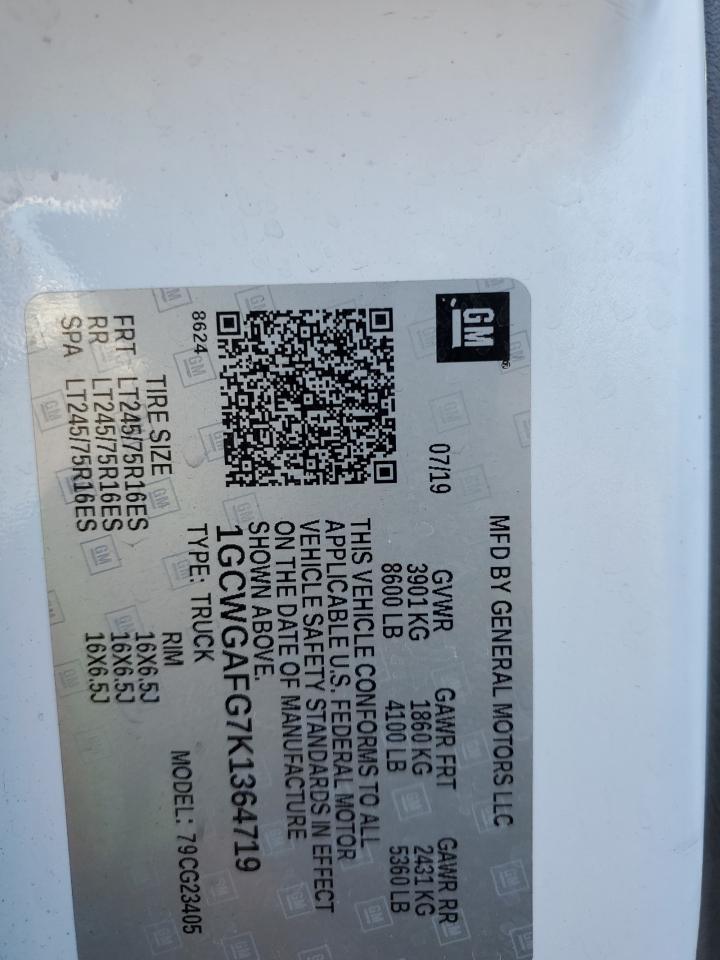 GM
MFD BY GENERAL MOTORS LLC
07/19
GVWR GAWR FRT GAWR RR
3901 KG 1860 KG 2431 KG
8600 LB 4100 LB 5360 LB
THIS VEHICLE CONFORMS TO ALL
APPLICABLE U.S. FEDERAL MOTOR
VEHICLE SAFETY STANDARDS IN EFFECT
ON THE DATE OF MANUFACTURE
SHOWN ABOVE.
1GCWGAFG7K1364719
8624
TYPE: TRUCK MODEL: 79CG23405
TIRE SIZE RIM
FRT LT245/75R16ES 16X6.5J
RR LT245/75R16ES 16X6.5J
SPA LT245/75R16ES 16X6.5J